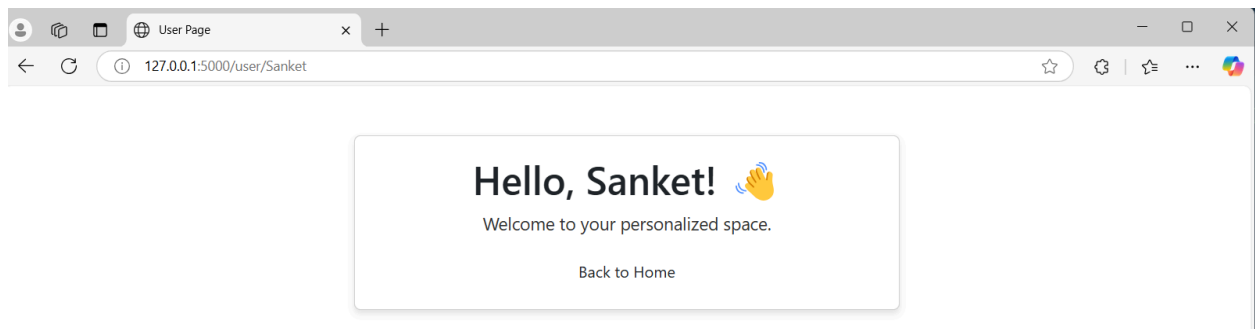 User Page
127.0.0.1:5000/user/Sanket
Hello, Sanket! 👋
Welcome to your personalized space.
Back to Home